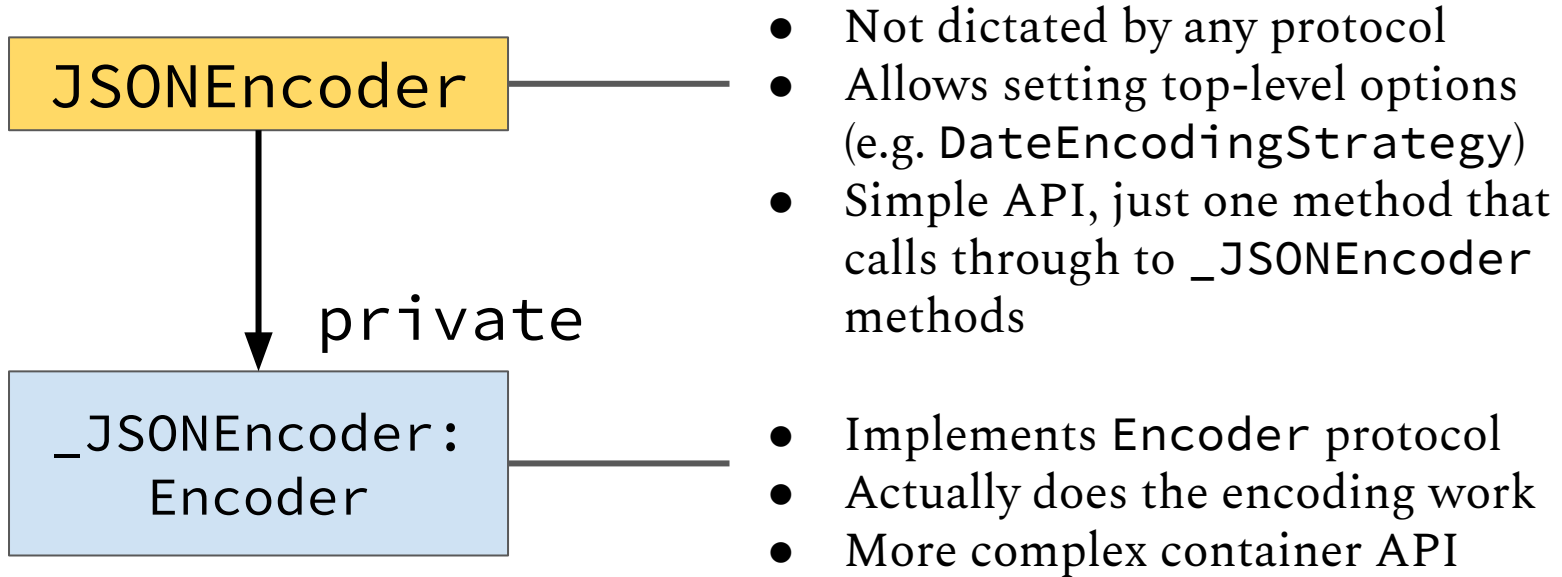 JSONEncoder
private
_JSONEncoder:
Encoder
● Not dictated by any protocol
● Allows setting top-level options
(e.g. DateEncodingStrategy)
● Simple API, just one method that
calls through to _JSONEncoder
methods
● Implements Encoder protocol
● Actually does the encoding work
● More complex container API